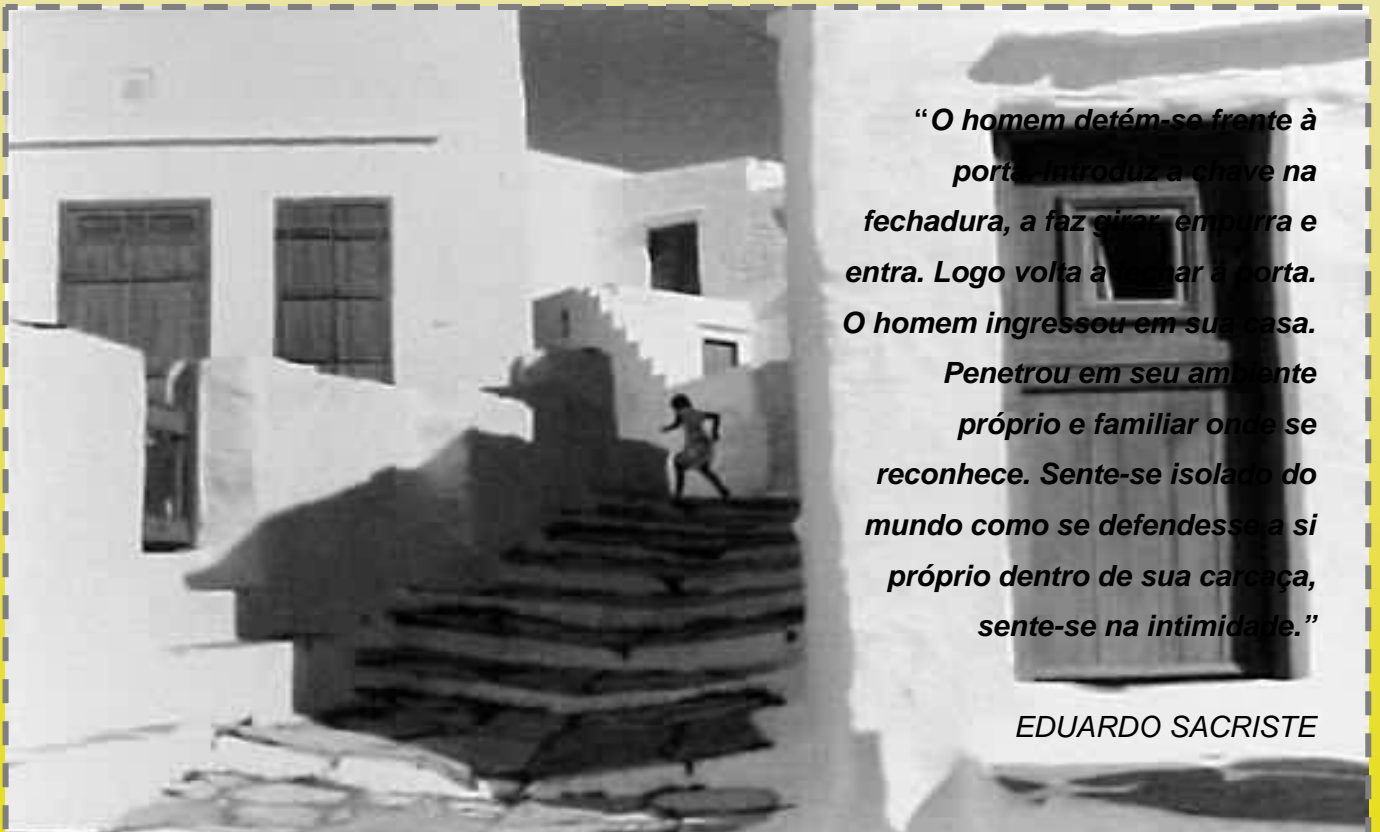 “O homem detém-se frente à
porta. Introduz a chave na
fechadura, a faz girar, empurra e
entra. Logo volta a fechar a porta.
O homem ingressou em sua casa.
Penetrou em seu ambiente
próprio e familiar onde se
reconhece. Sente-se isolado do
mundo como se defendesse a si
próprio dentro de sua carcaça,
sente-se na intimidade.”
EDUARDO SACRISTE